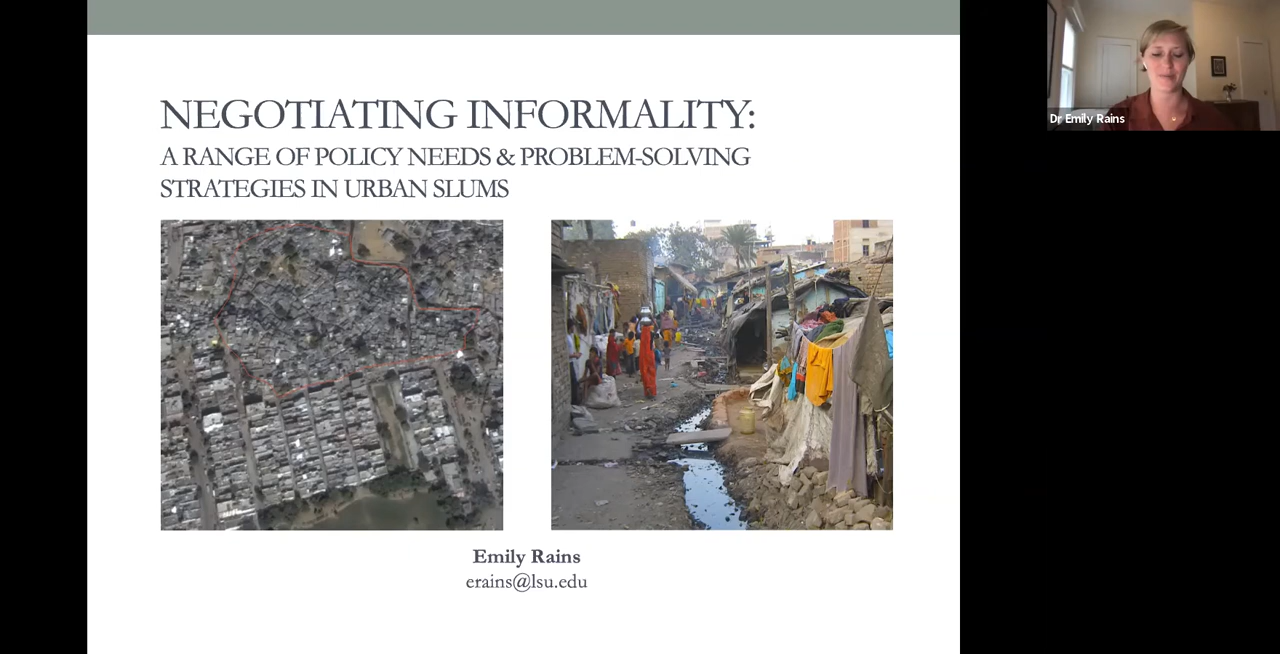 NEGOTIATING INFORMALITY:
A RANGE OF POLICY NEEDS & PROBLEM-SOLVING
STRATEGIES IN URBAN SLUMS
Emily Rains
erains@lsu.edu
Dr Emily Rains